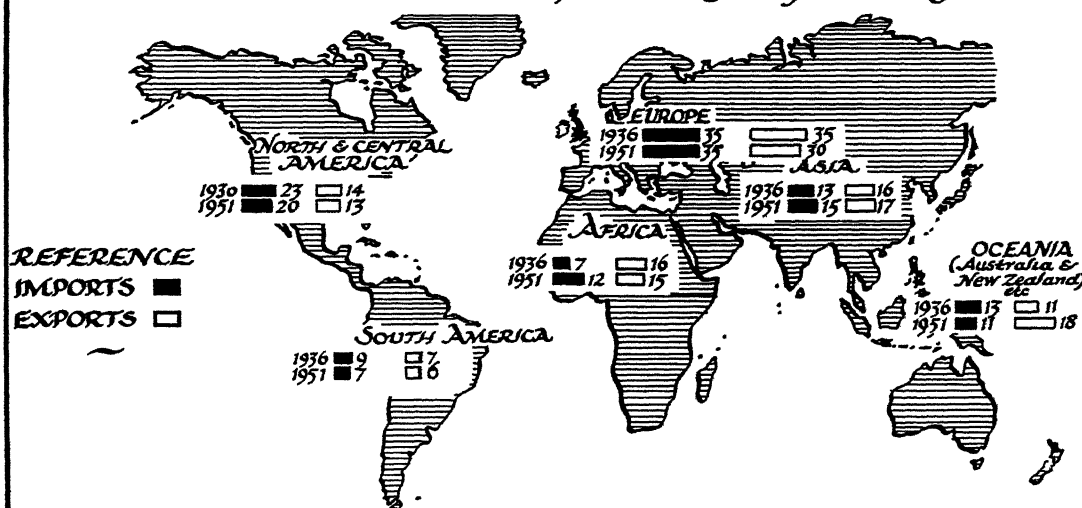 NORTH & CENTRAL
AMERICA
1930 23 14
1951 20 13
EUROPE
1936 35 35
1951 35 30
ASIA
1936 13 16
1951 15 17
AFRICA
1936 7 16
1951 12 15
REFERENCE
IMPORTS
EXPORTS
OCEANIA
(Australia &
New Zealand)
etc
1936 13 11
1951 11 18
SOUTH AMERICA
1936 9 7
1951 7 6